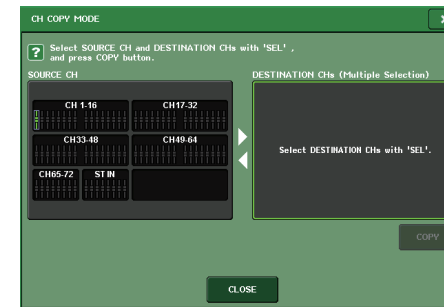 CH COPY MODE
Select SOURCE CH and DESTINATION CHs with 'SEL' ,
and press COPY button.
SOURCE CH
DESTINATION CHs (Multiple Selection)
CH 1-16
CH17-32
CH33-48
CH49-64
CH65-72
ST IN
Select DESTINATION CHs with 'SEL'.
COPY
CLOSE